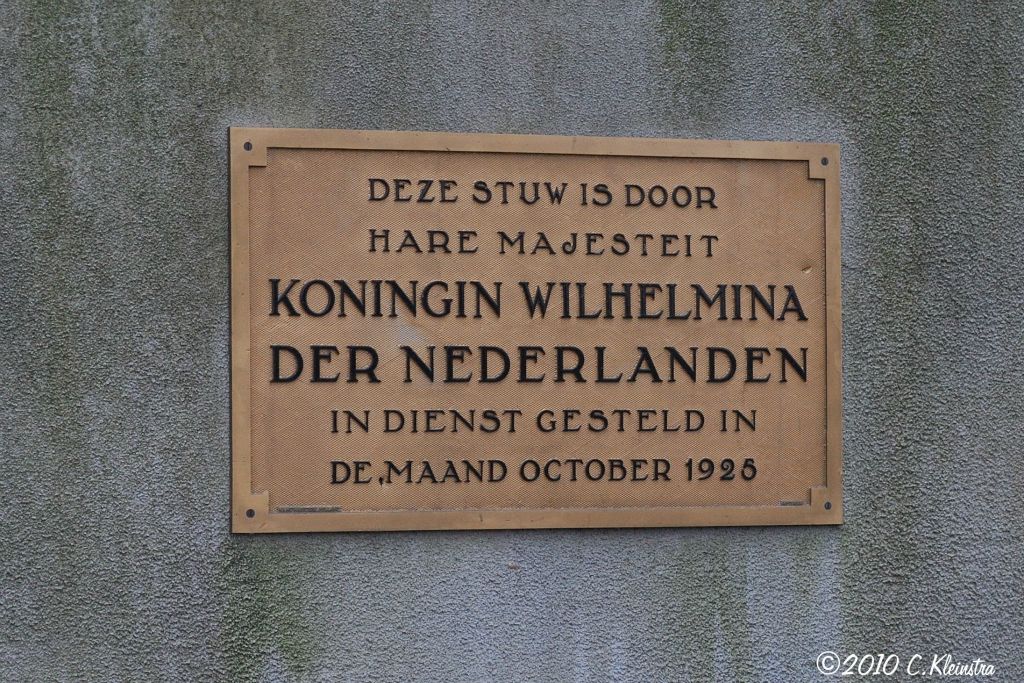 DEZE STUW IS DOOR
HARE MAJESTEIT
KONINGIN WILHELMINA
DER NEDERLANDEN
IN DIENST GESTELD IN
DE MAAND OCTOBER 1925
©2010 C.Kleinstra